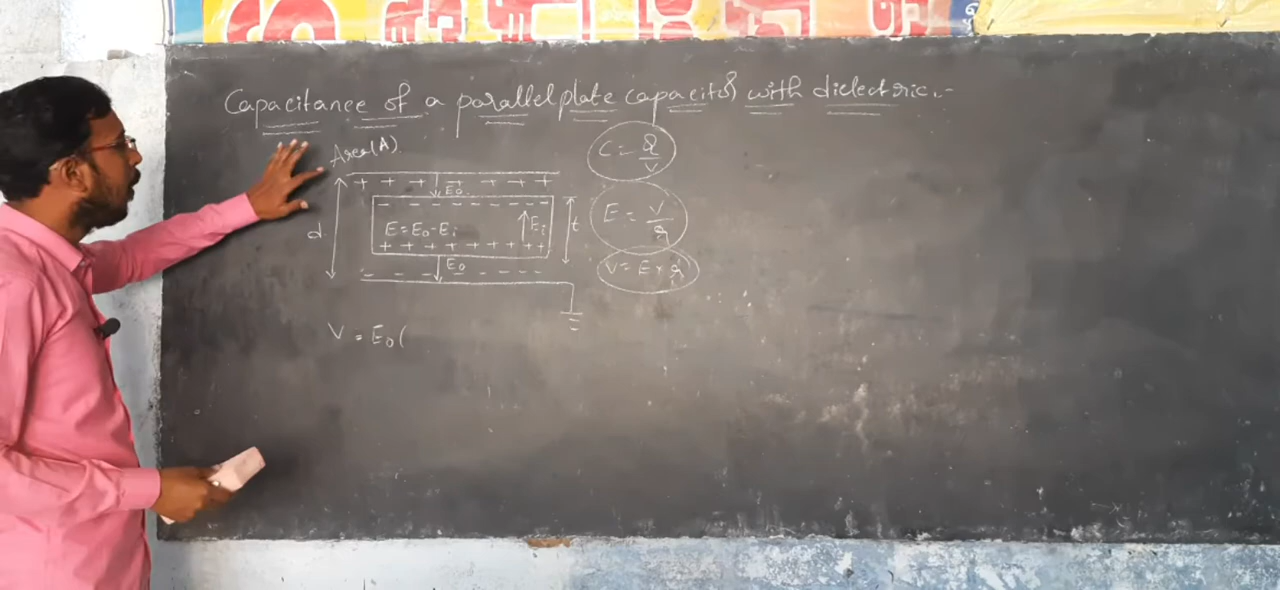 Capacitance of a parallel plate capacitor with dielectric.-
Area(A)
+ + + + + + +
E₀
- - - - - - - - -
E=E₀-Eᵢ
Eᵢ
t
d
+ + + + + + + + + +
E₀
- - - - - - -
C = Q/V
E = V/
V = E ×
V = E₀(